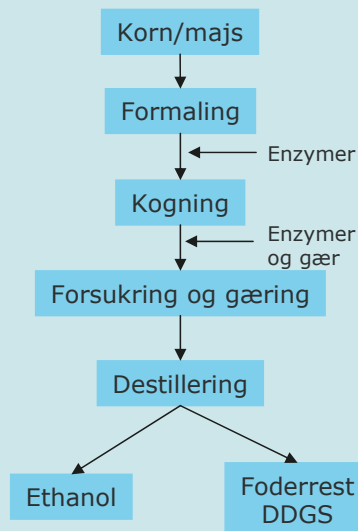 Korn/majs
Formaling
Enzymer
Kogning
Enzymer
og gær
Forsukring og gæring
Destillering
Ethanol
Foderrest
DDGS